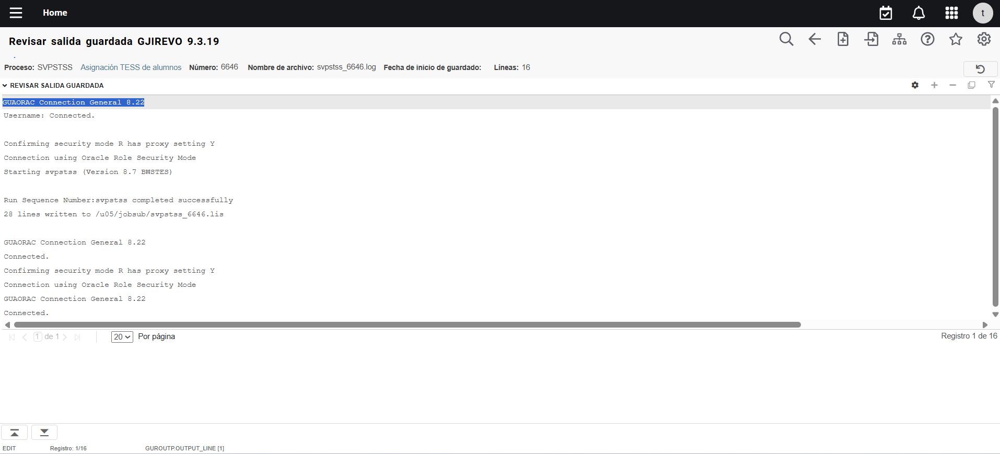 Home
t
Revisar salida guardada GJIREVO 9.3.19
Proceso: SVPSTSS Asignación TESS de alumnos Número: 6646 Nombre de archivo: svpstss_6646.log Fecha de inicio de guardado: Líneas: 16
REVISAR SALIDA GUARDADA
GUAORAC Connection General 8.22
Username: Connected.
Confirming security mode R has proxy setting Y
Connection using Oracle Role Security Mode
Starting svpstss (Version 8.7 BWSTES)
Run Sequence Number:svpstss completed successfully
28 lines written to /u05/jobsub/svpstss_6646.lis
GUAORAC Connection General 8.22
Connected.
Confirming security mode R has proxy setting Y
Connection using Oracle Role Security Mode
GUAORAC Connection General 8.22
Connected.
1 de 1 20 Por página Registro 1 de 16
EDIT Registro: 1/16 GUROUTP.OUTPUT_LINE [1]